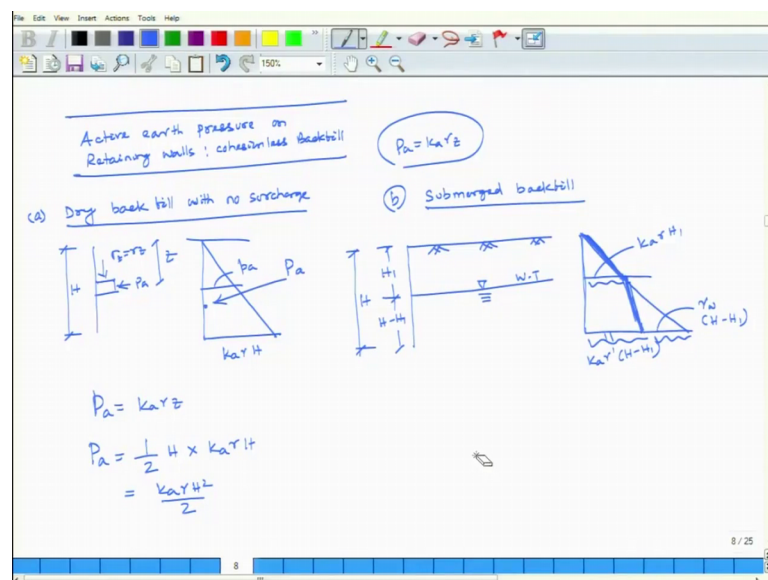 File Edit View Insert Actions Tools Help
B I
150%
Active earth pressure on
Retaining walls : cohesionless Backfill
Pa = kaγz
(a) Dry back fill with no surcharge
(b) Submerged backfill
H
σz=γz
Pa
z
pa
Pa
kaγH
H
H1
H-H1
W.T
kaγH1
γw
(H-H1)
kaγ'(H-H1)
Pa = kaγz
Pa = 1/2 H × kaγH
= kaγH²/2
8 / 25
8